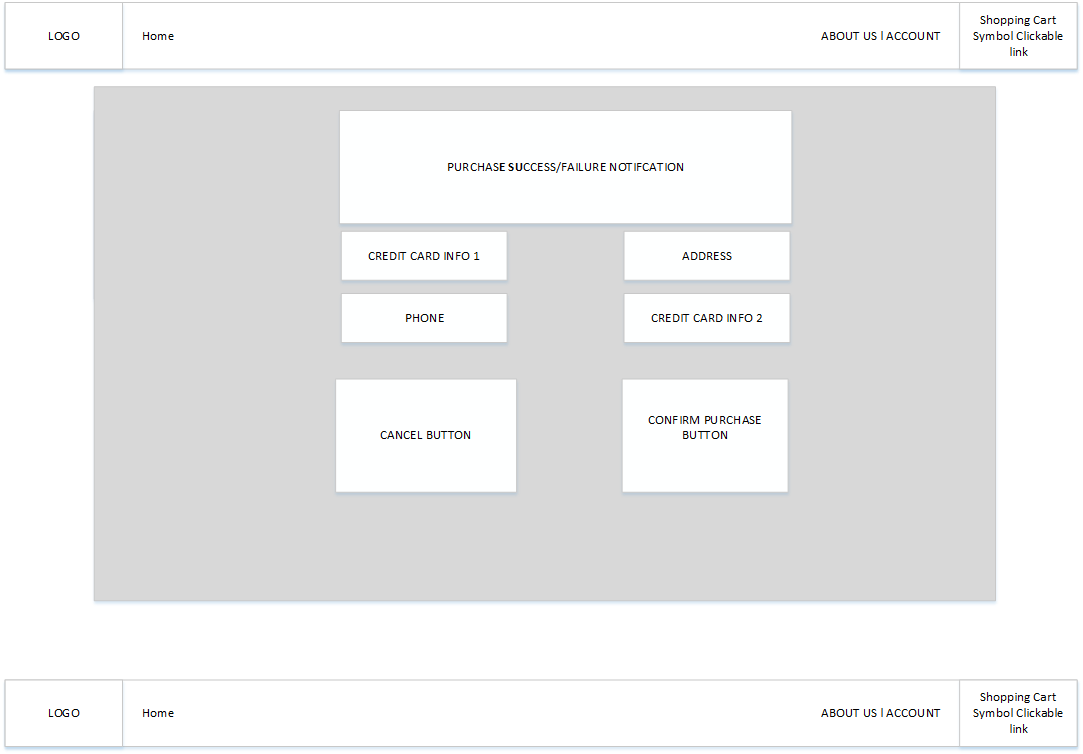 LOGO
Home
ABOUT US | ACCOUNT
Shopping Cart
Symbol Clickable
link
PURCHASE SUCCESS/FAILURE NOTIFCATION
CREDIT CARD INFO 1
ADDRESS
PHONE
CREDIT CARD INFO 2
CANCEL BUTTON
CONFIRM PURCHASE
BUTTON
LOGO
Home
ABOUT US | ACCOUNT
Shopping Cart
Symbol Clickable
link